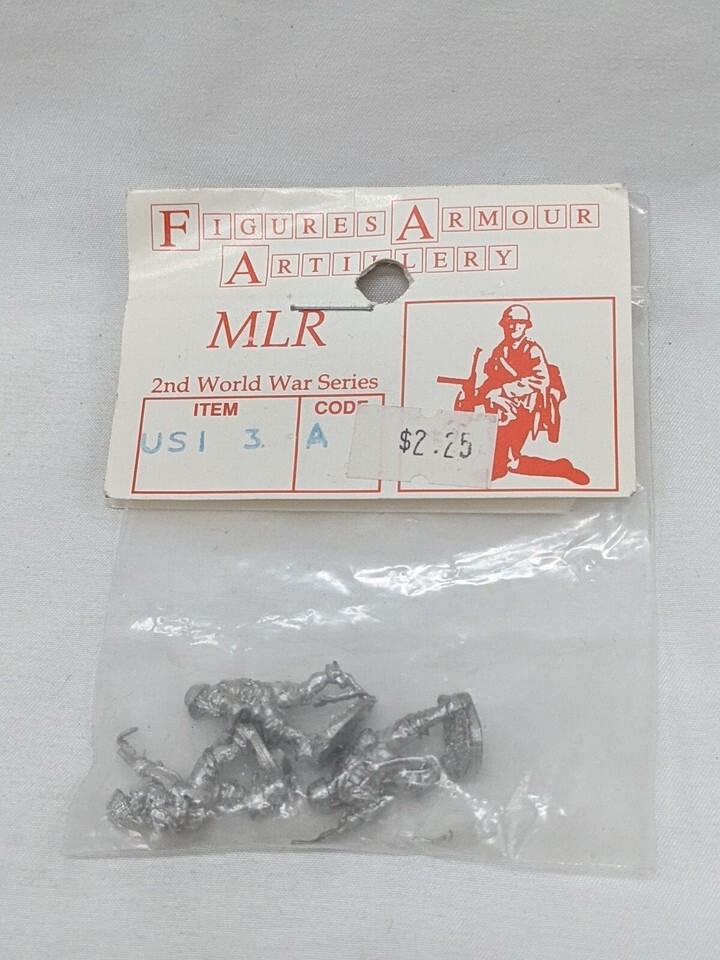 FIGURES ARMOUR
ARTILLERY
MLR
2nd World War Series
ITEM CODE
USI 3. A
$2.25